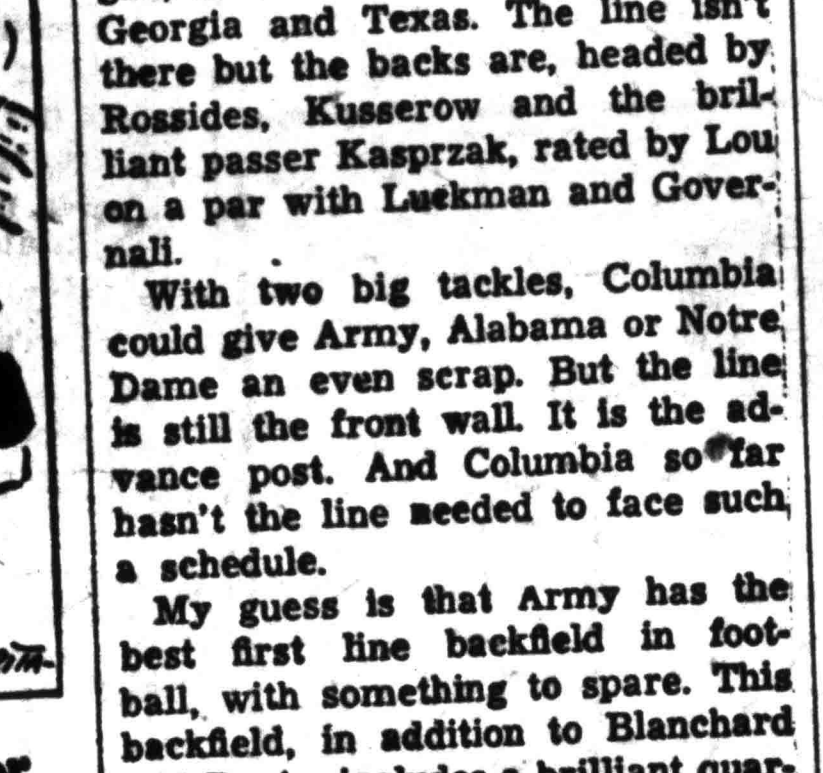 Georgia and Texas. The line isn't
there but the backs are, headed by
Rossides, Kusserow and the bril-
liant passer Kasprzak, rated by Lou
on a par with Luckman and Gover-
nali.
With two big tackles, Columbia
could give Army, Alabama or Notre
Dame an even scrap. But the line
is still the front wall. It is the ad-
vance post. And Columbia so far
hasn't the line needed to face such
a schedule.
My guess is that Army has the
best first line backfield in foot-
ball, with something to spare. This
backfield, in addition to Blanchard
includes a brilliant quar-